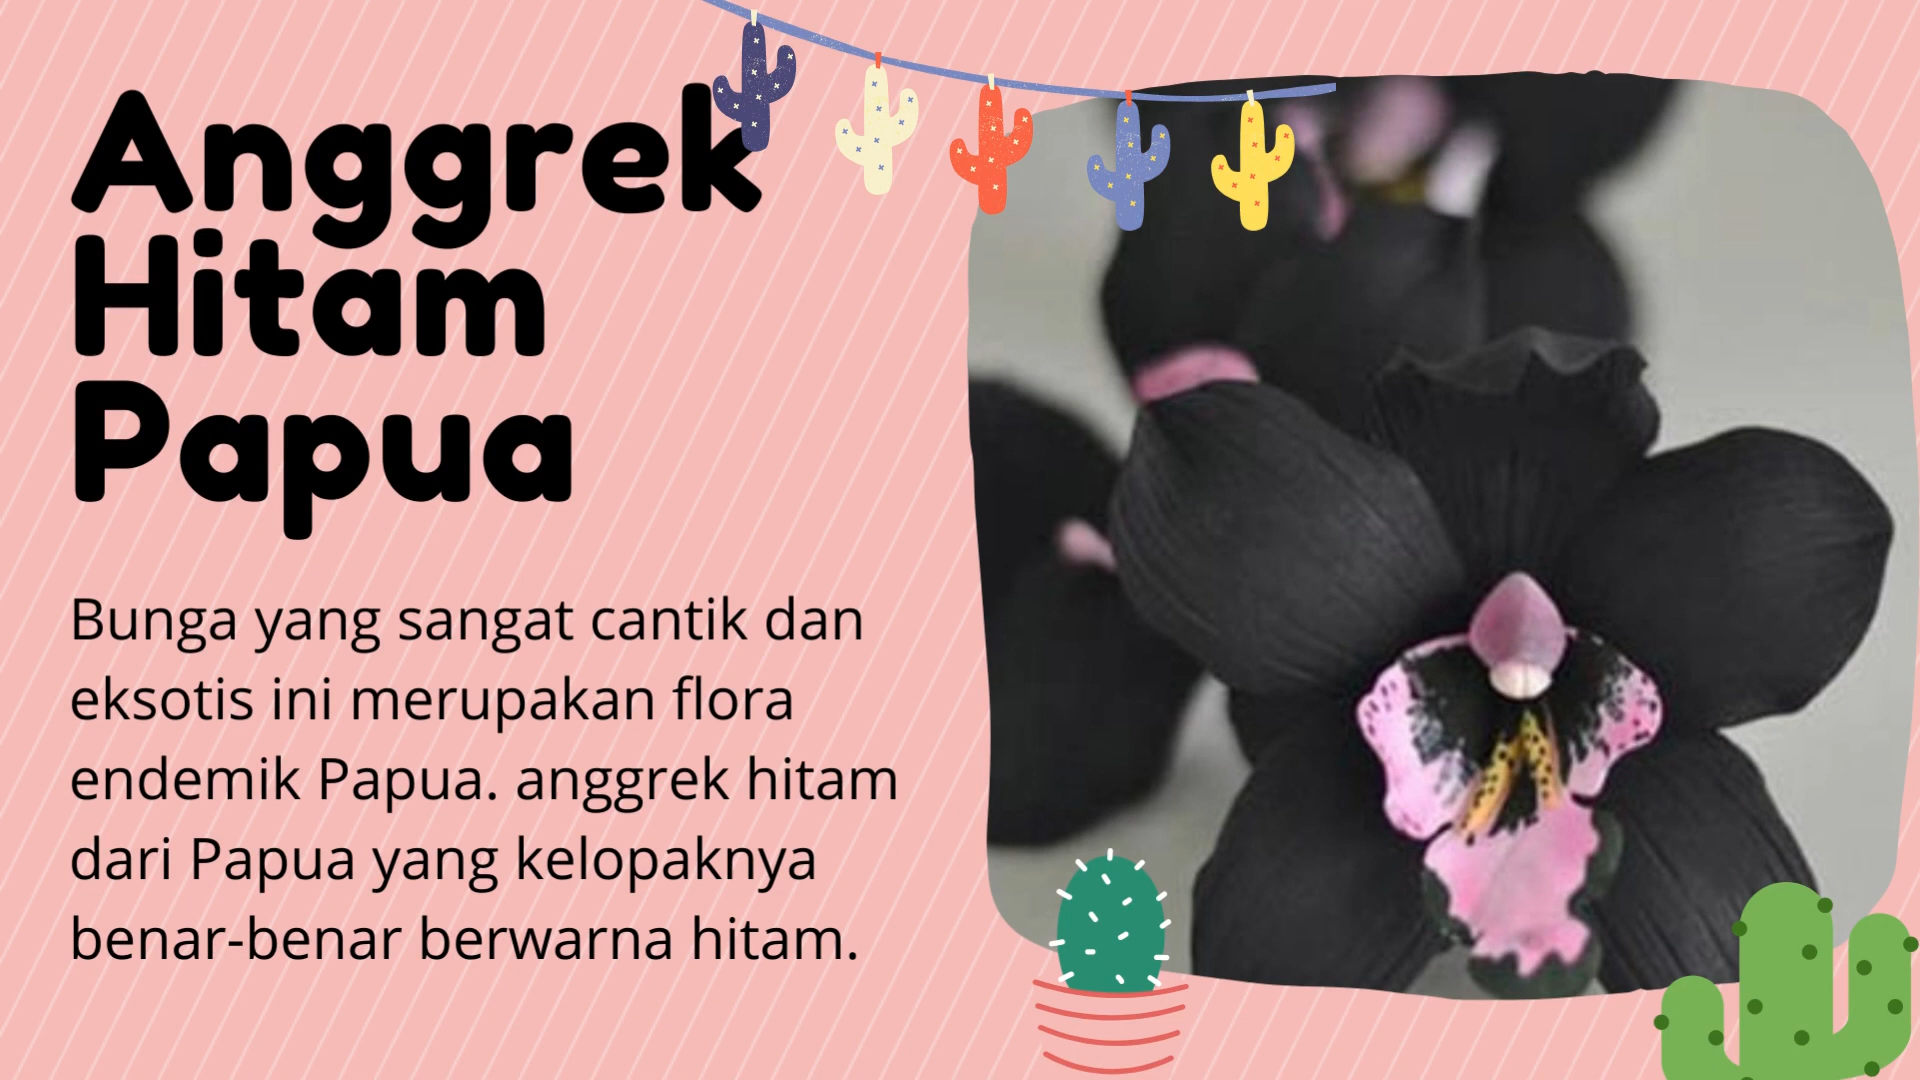 Anggrek
Hitam
Papua
Bunga yang sangat cantik dan
eksotis ini merupakan flora
endemik Papua. anggrek hitam
dari Papua yang kelopaknya
benar-benar berwarna hitam.